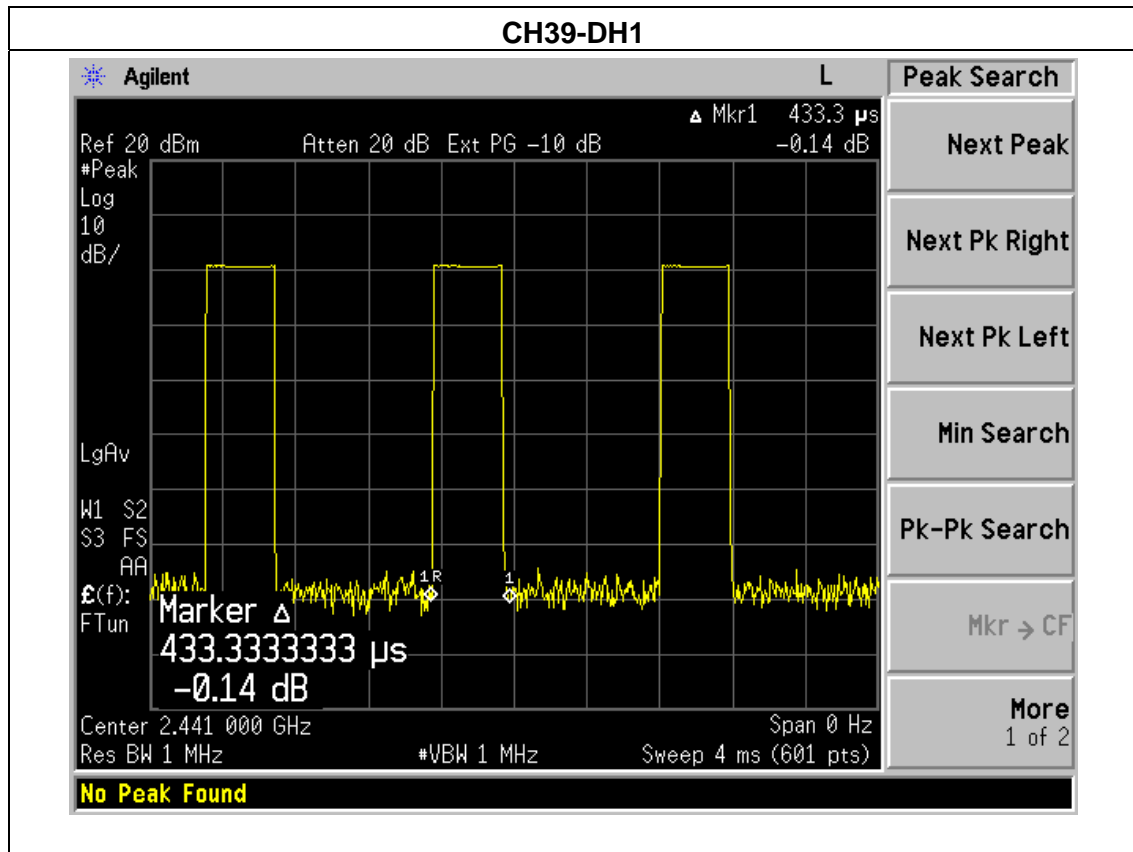 CH39-DH1
Agilent L Peak Search
Δ Mkr1 433.3 µs
Ref 20 dBm Atten 20 dB Ext PG -10 dB -0.14 dB
#Peak
Log
10
dB/
LgAv
W1 S2
S3 FS
AA
£(f):
FTun
1R
1
Marker Δ
433.3333333 µs
-0.14 dB
Center 2.441 000 GHz Span 0 Hz
Res BW 1 MHz #VBW 1 MHz Sweep 4 ms (601 pts)
Next Peak
Next Pk Right
Next Pk Left
Min Search
Pk-Pk Search
Mkr → CF
More
1 of 2
No Peak Found